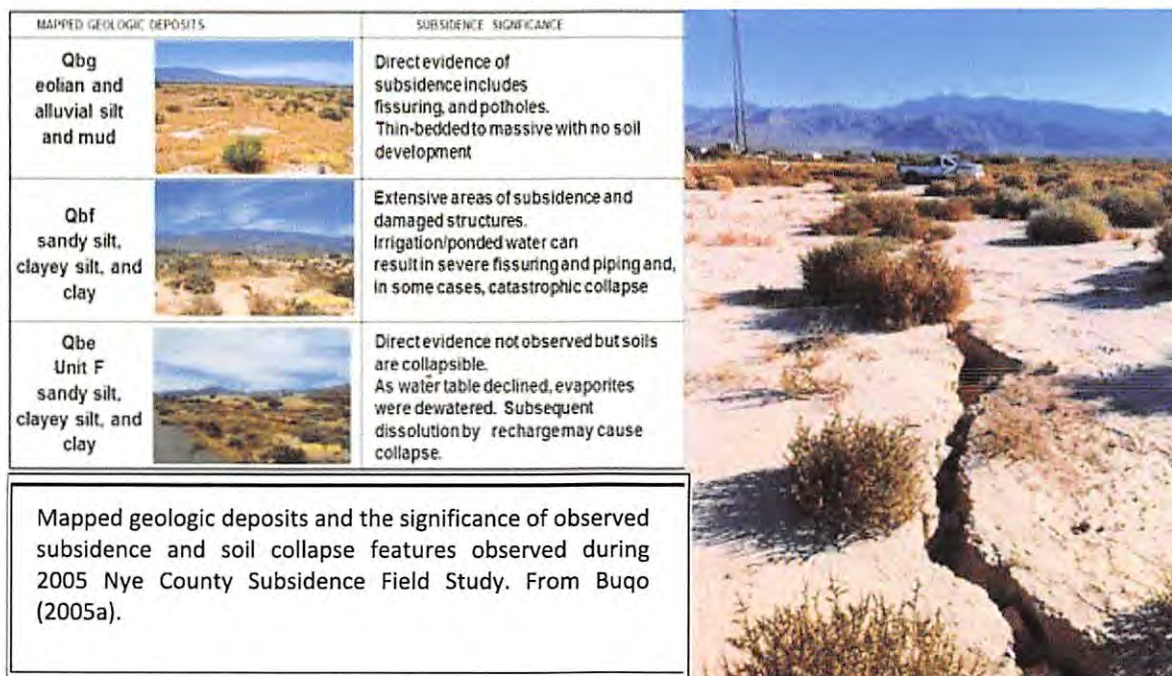 MAPPED GEOLOGIC DEPOSITS
SUBSIDENCE SIGNIFICANCE
Qbg
eolian and
alluvial silt
and mud
Direct evidence of
subsidence includes
fissuring, and potholes.
Thin-bedded to massive with no soil
development
Qbf
sandy silt,
clayey silt, and
clay
Extensive areas of subsidence and
damaged structures.
Irrigation/ponded water can
result in severe fissuring and piping and,
in some cases, catastrophic collapse
Qbe
Unit F
sandy silt,
clayey silt, and
clay
Direct evidence not observed but soils
are collapsible.
As water table declined, evaporites
were dewatered. Subsequent
dissolution by rechargemay cause
collapse.
Mapped geologic deposits and the significance of observed
subsidence and soil collapse features observed during
2005 Nye County Subsidence Field Study. From Buqo
(2005a).